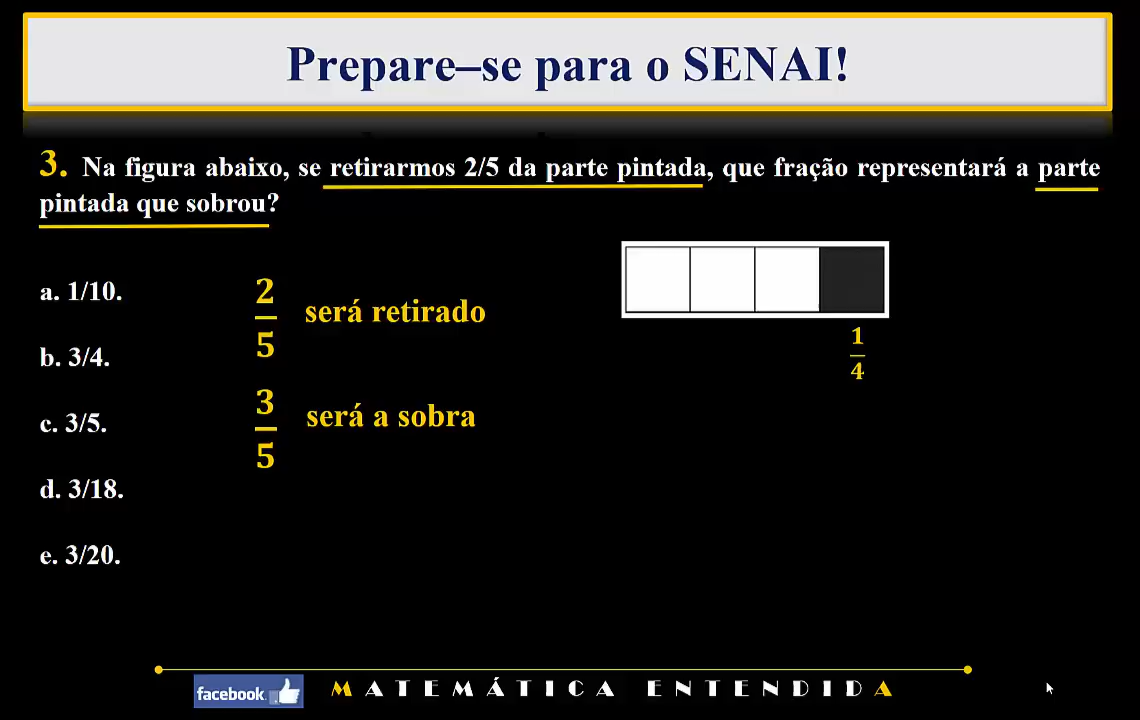 Prepare–se para o SENAI!
3. Na figura abaixo, se retirarmos 2/5 da parte pintada, que fração representará a parte
pintada que sobrou?
a. 1/10.
b. 3/4.
c. 3/5.
d. 3/18.
e. 3/20.
2
5
será retirado
3
5
será a sobra
1
4
facebook.
MATEMÁTICA ENTENDIDA